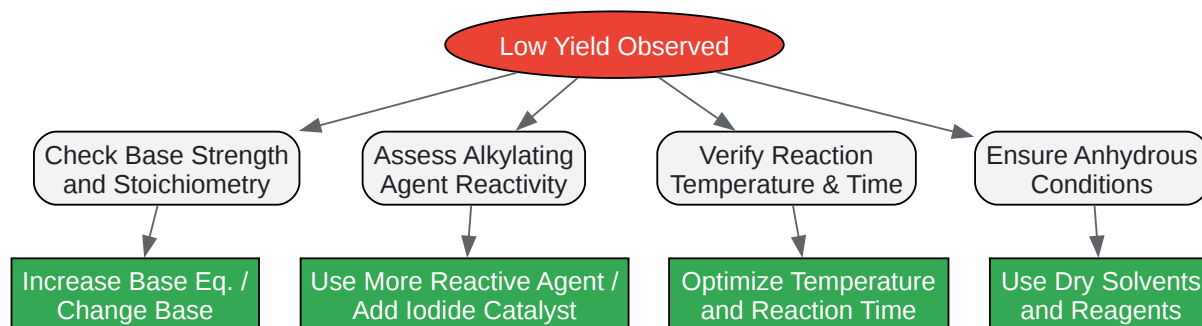 Low Yield Observed
Check Base Strength
and Stoichiometry
Assess Alkylating
Agent Reactivity
Verify Reaction
Temperature & Time
Ensure Anhydrous
Conditions
Increase Base Eq. /
Change Base
Use More Reactive Agent /
Add Iodide Catalyst
Optimize Temperature
and Reaction Time
Use Dry Solvents
and Reagents